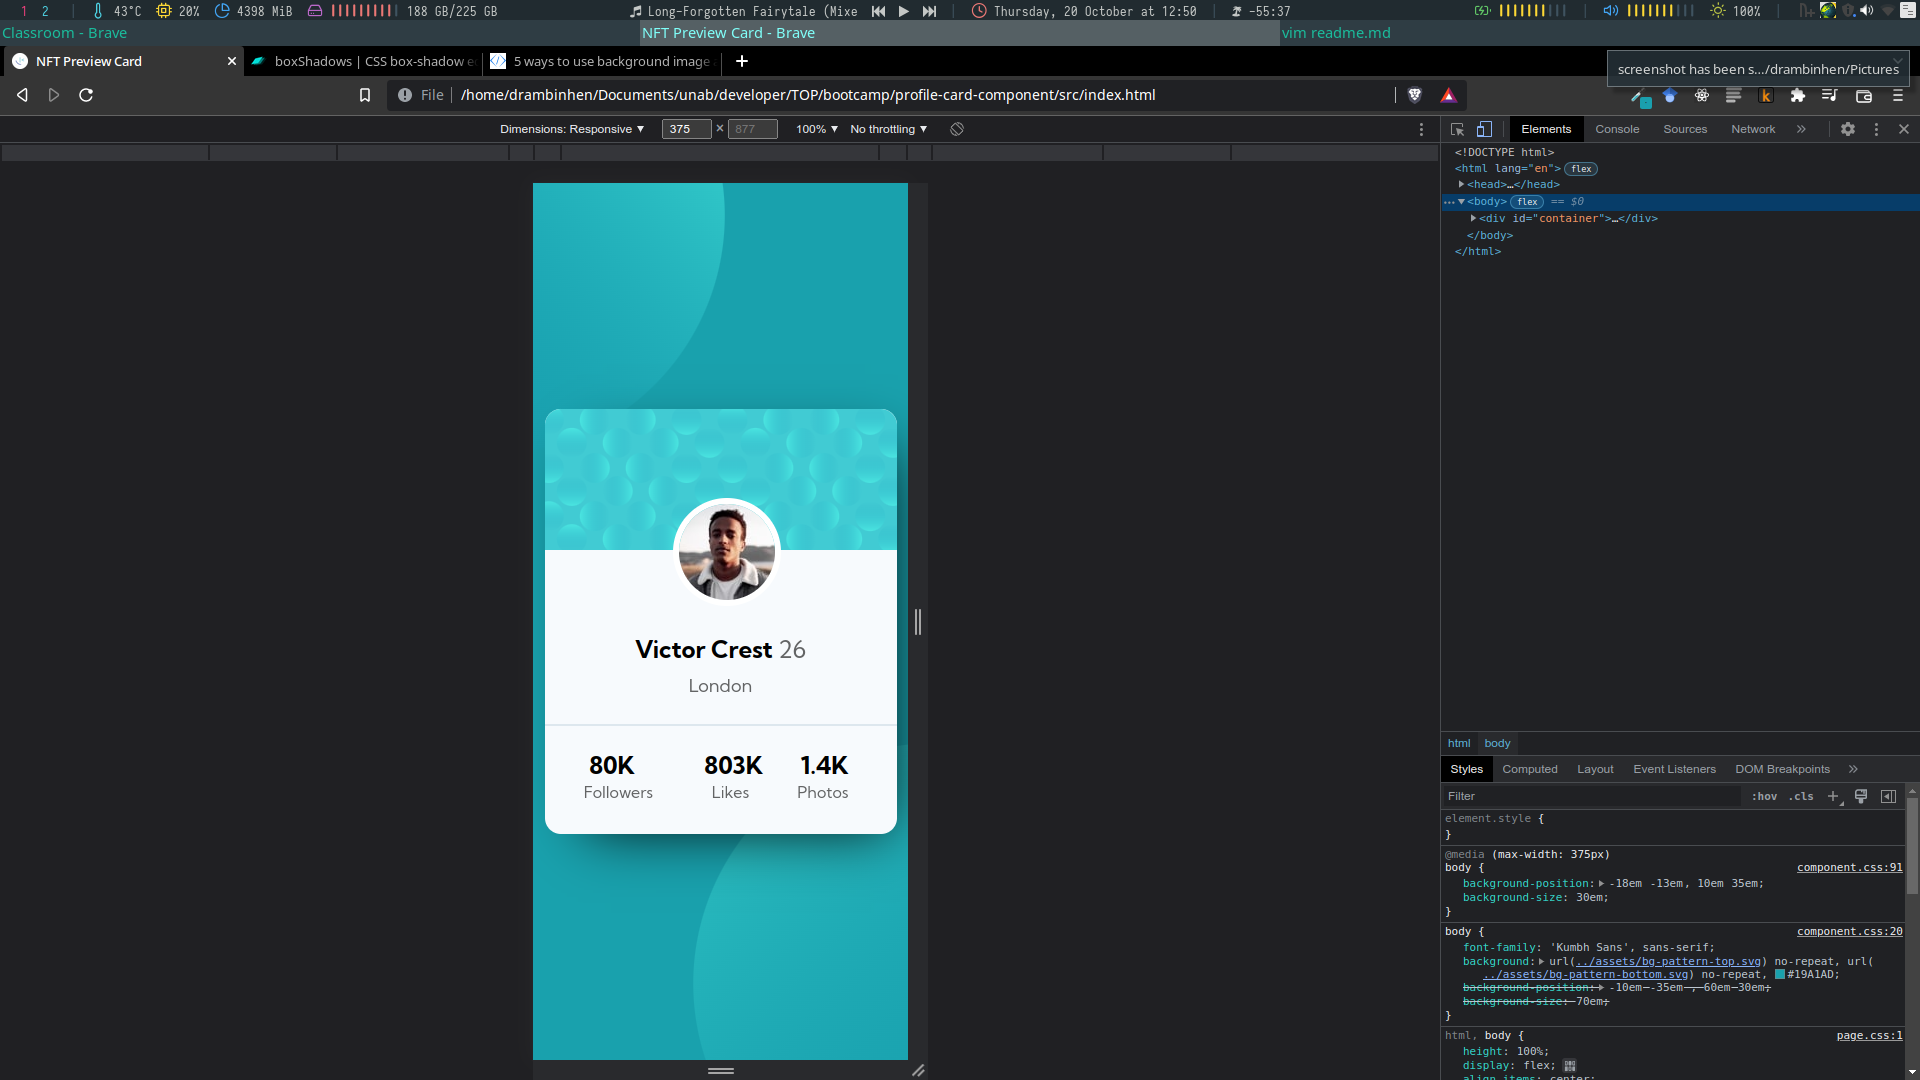 1 2 43°C 20% 4398 MiB 188 GB/225 GB Long-Forgotten Fairytale (Mixe Thursday, 20 October at 12:50 -55:37 100%
Classroom - Brave NFT Preview Card - Brave vim readme.md
NFT Preview Card boxShadows | CSS box-shadow e 5 ways to use background image
screenshot has been s.../drambinhen/Pictures
File /home/drambinhen/Documents/unab/developer/TOP/bootcamp/profile-card-component/src/index.html
Dimensions: Responsive 375 × 877 100% No throttling
Elements Console Sources Network
<!DOCTYPE html>
<html lang="en"> flex
<head>…</head>
<body> flex == $0
<div id="container">…</div>
</body>
</html>
Victor Crest 26
London
80K 803K 1.4K
Followers Likes Photos
html body
Styles Computed Layout Event Listeners DOM Breakpoints
Filter :hov .cls
element.style {
}
@media (max-width: 375px)
body { component.css:91
background-position: -18em -13em, 10em 35em;
background-size: 30em;
}
body { component.css:20
font-family: 'Kumbh Sans', sans-serif;
background: url(../assets/bg-pattern-top.svg) no-repeat, url(
../assets/bg-pattern-bottom.svg) no-repeat, #19A1AD;
background-position: -10em -35em , 60em 30em;
background-size: 70em;
}
html, body { page.css:1
height: 100%;
display: flex;
align-items: center;